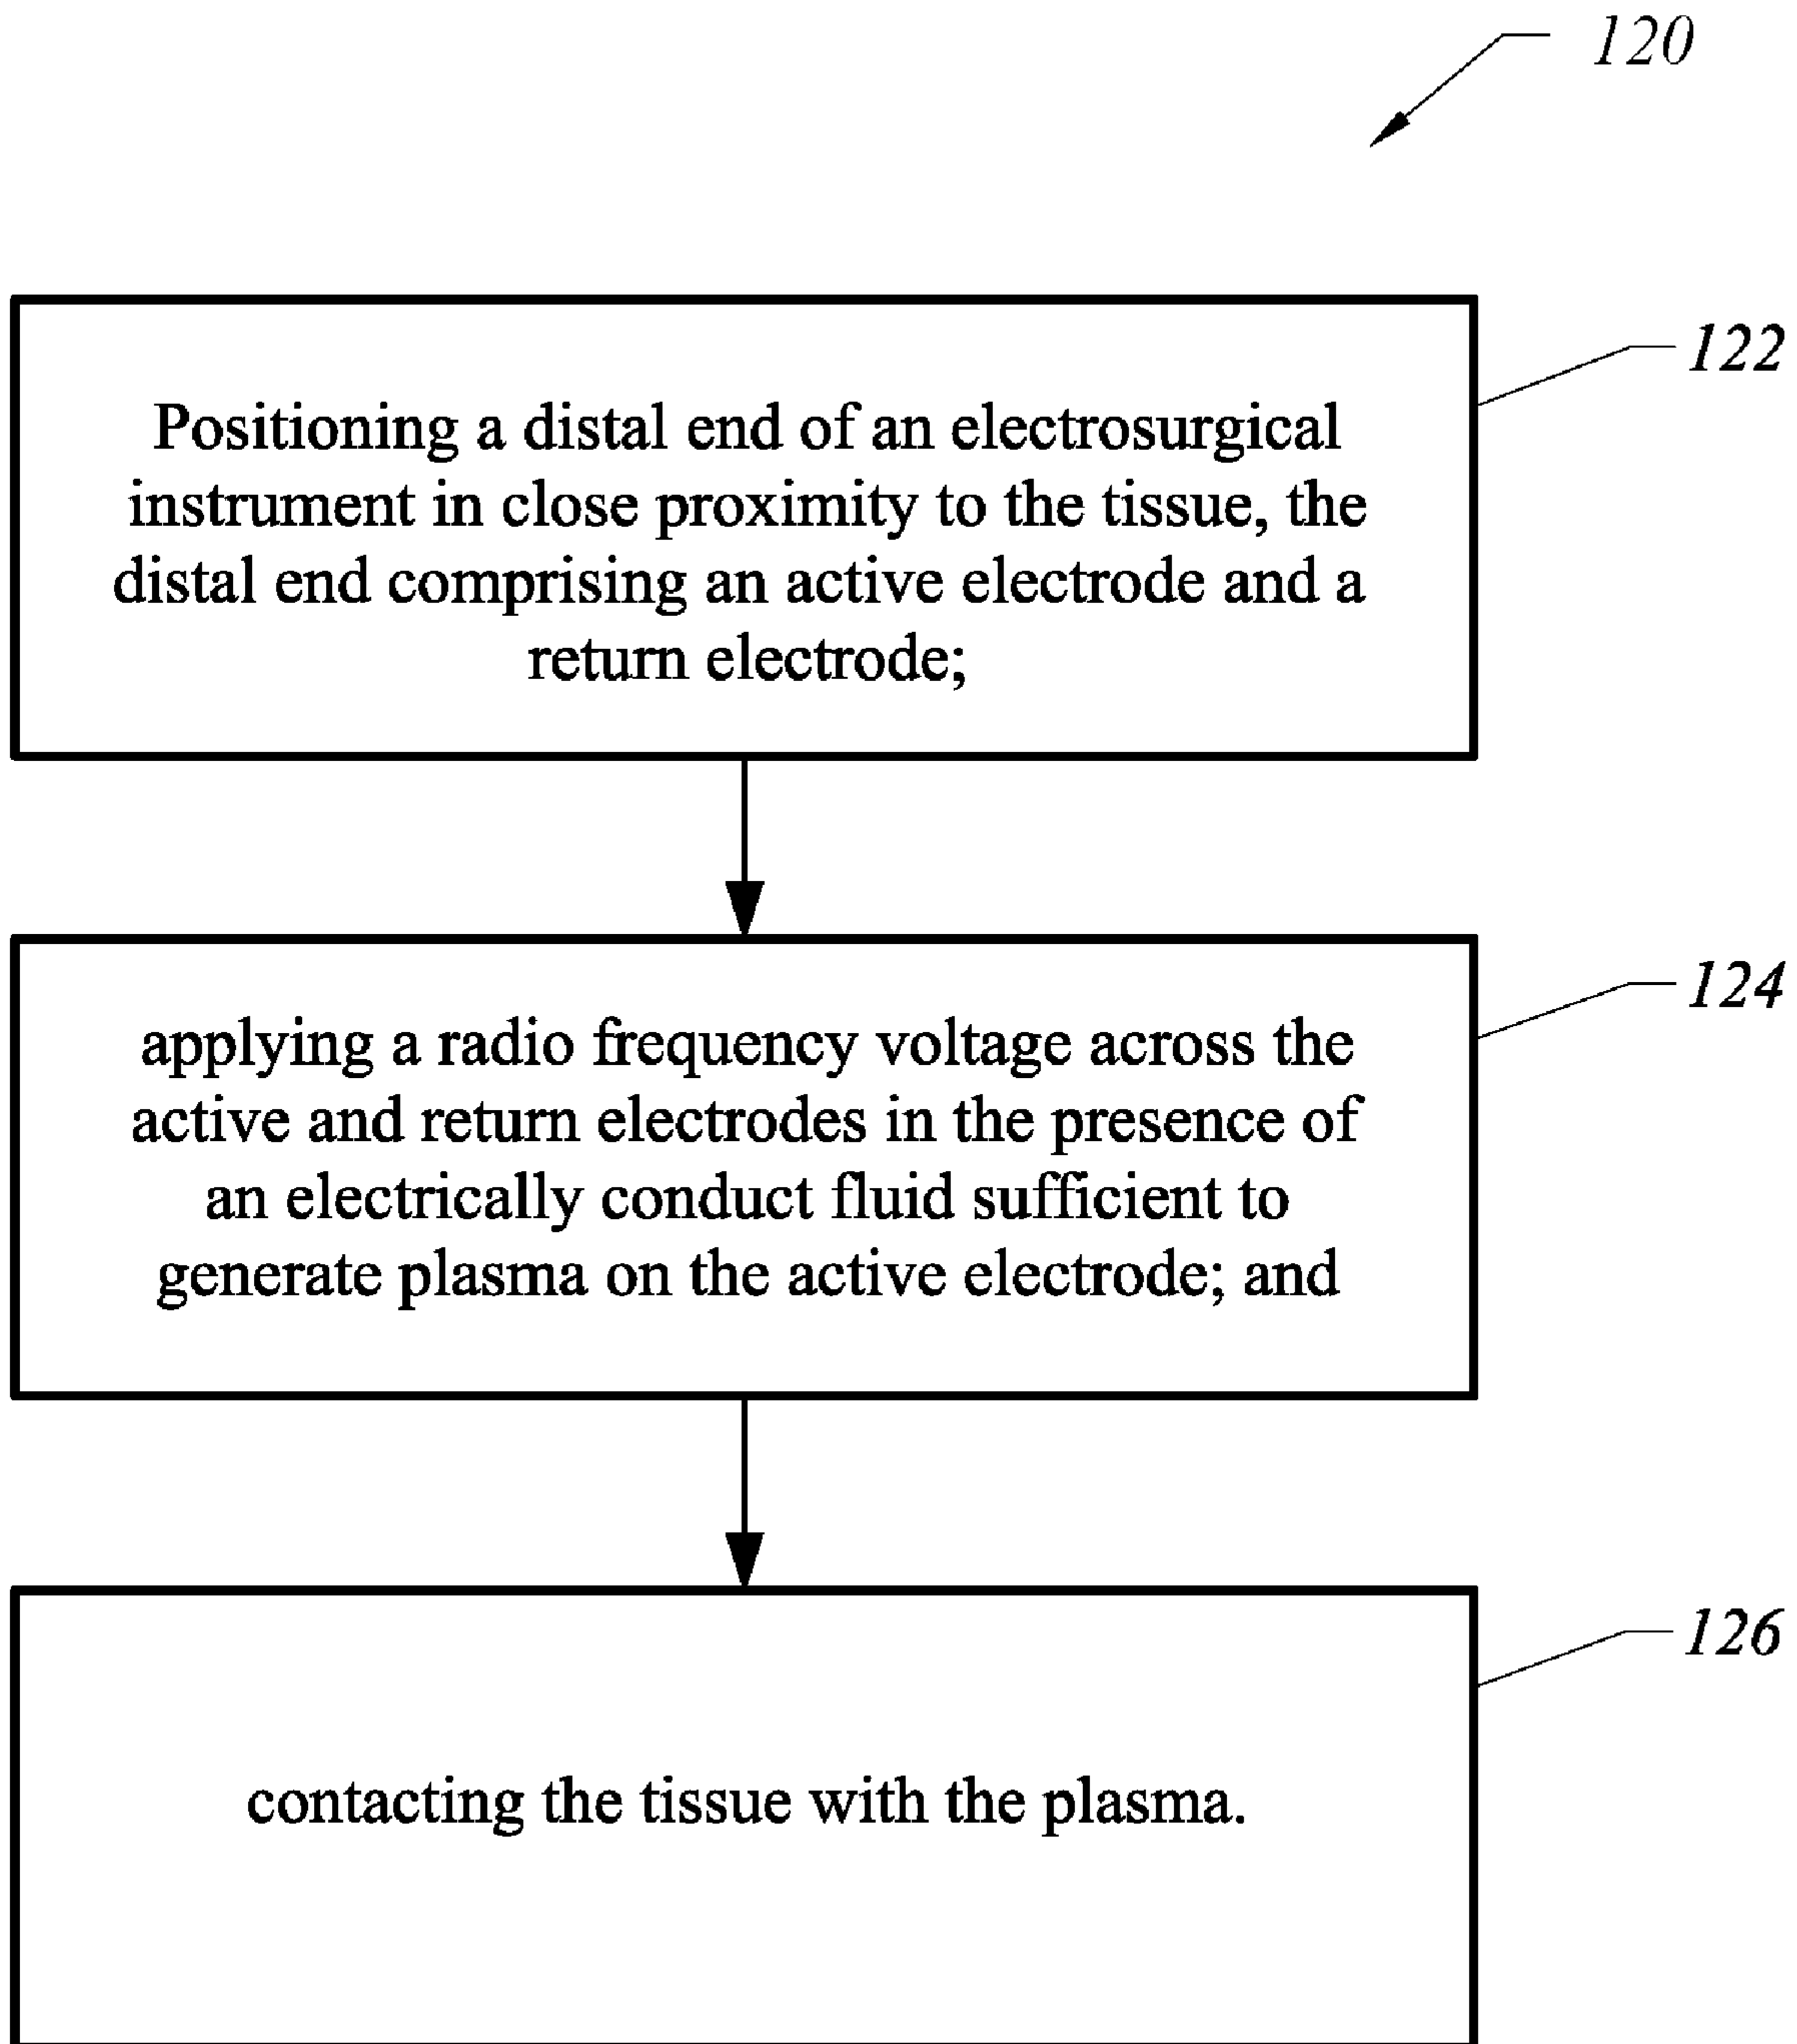 120
122
Positioning a distal end of an electrosurgical
instrument in close proximity to the tissue, the
distal end comprising an active electrode and a
return electrode;
124
applying a radio frequency voltage across the
active and return electrodes in the presence of
an electrically conduct fluid sufficient to
generate plasma on the active electrode; and
126
contacting the tissue with the plasma.